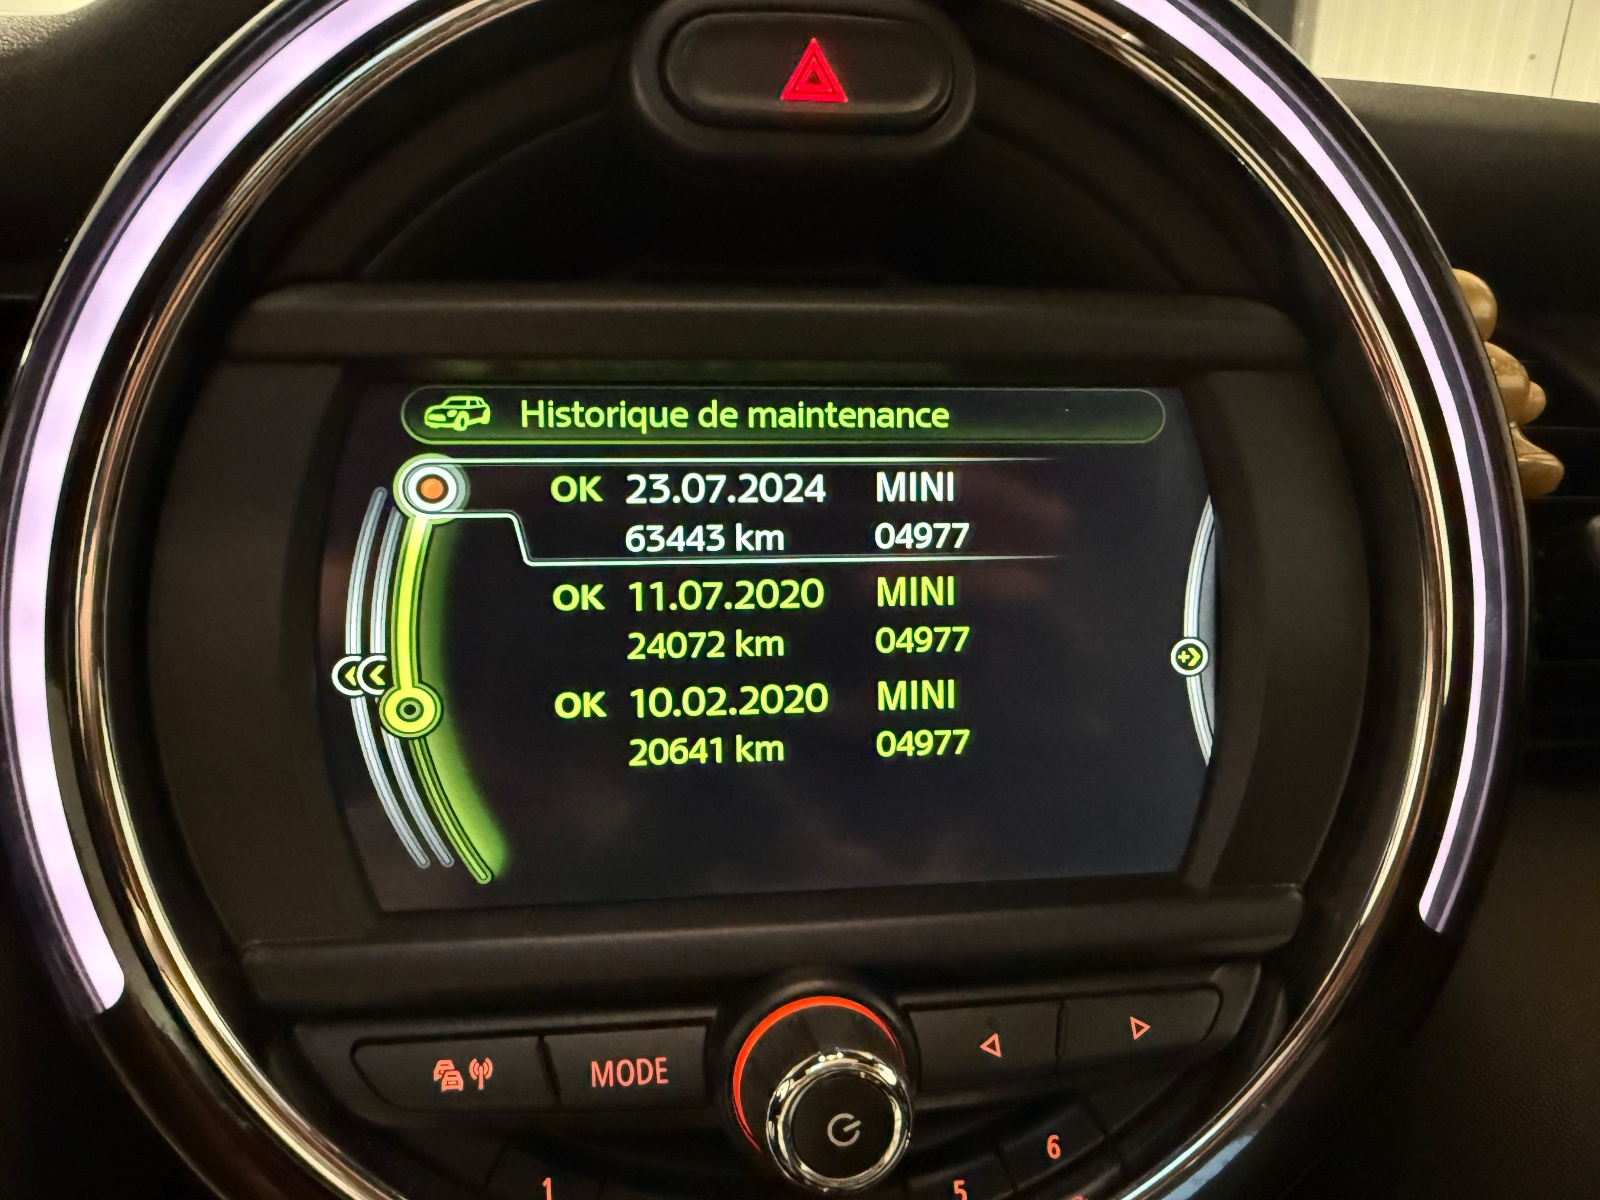 Historique de maintenance
OK 23.07.2024 MINI
63443 km 04977
OK 11.07.2020 MINI
24072 km 04977
OK 10.02.2020 MINI
20641 km 04977
MODE
1
5
6